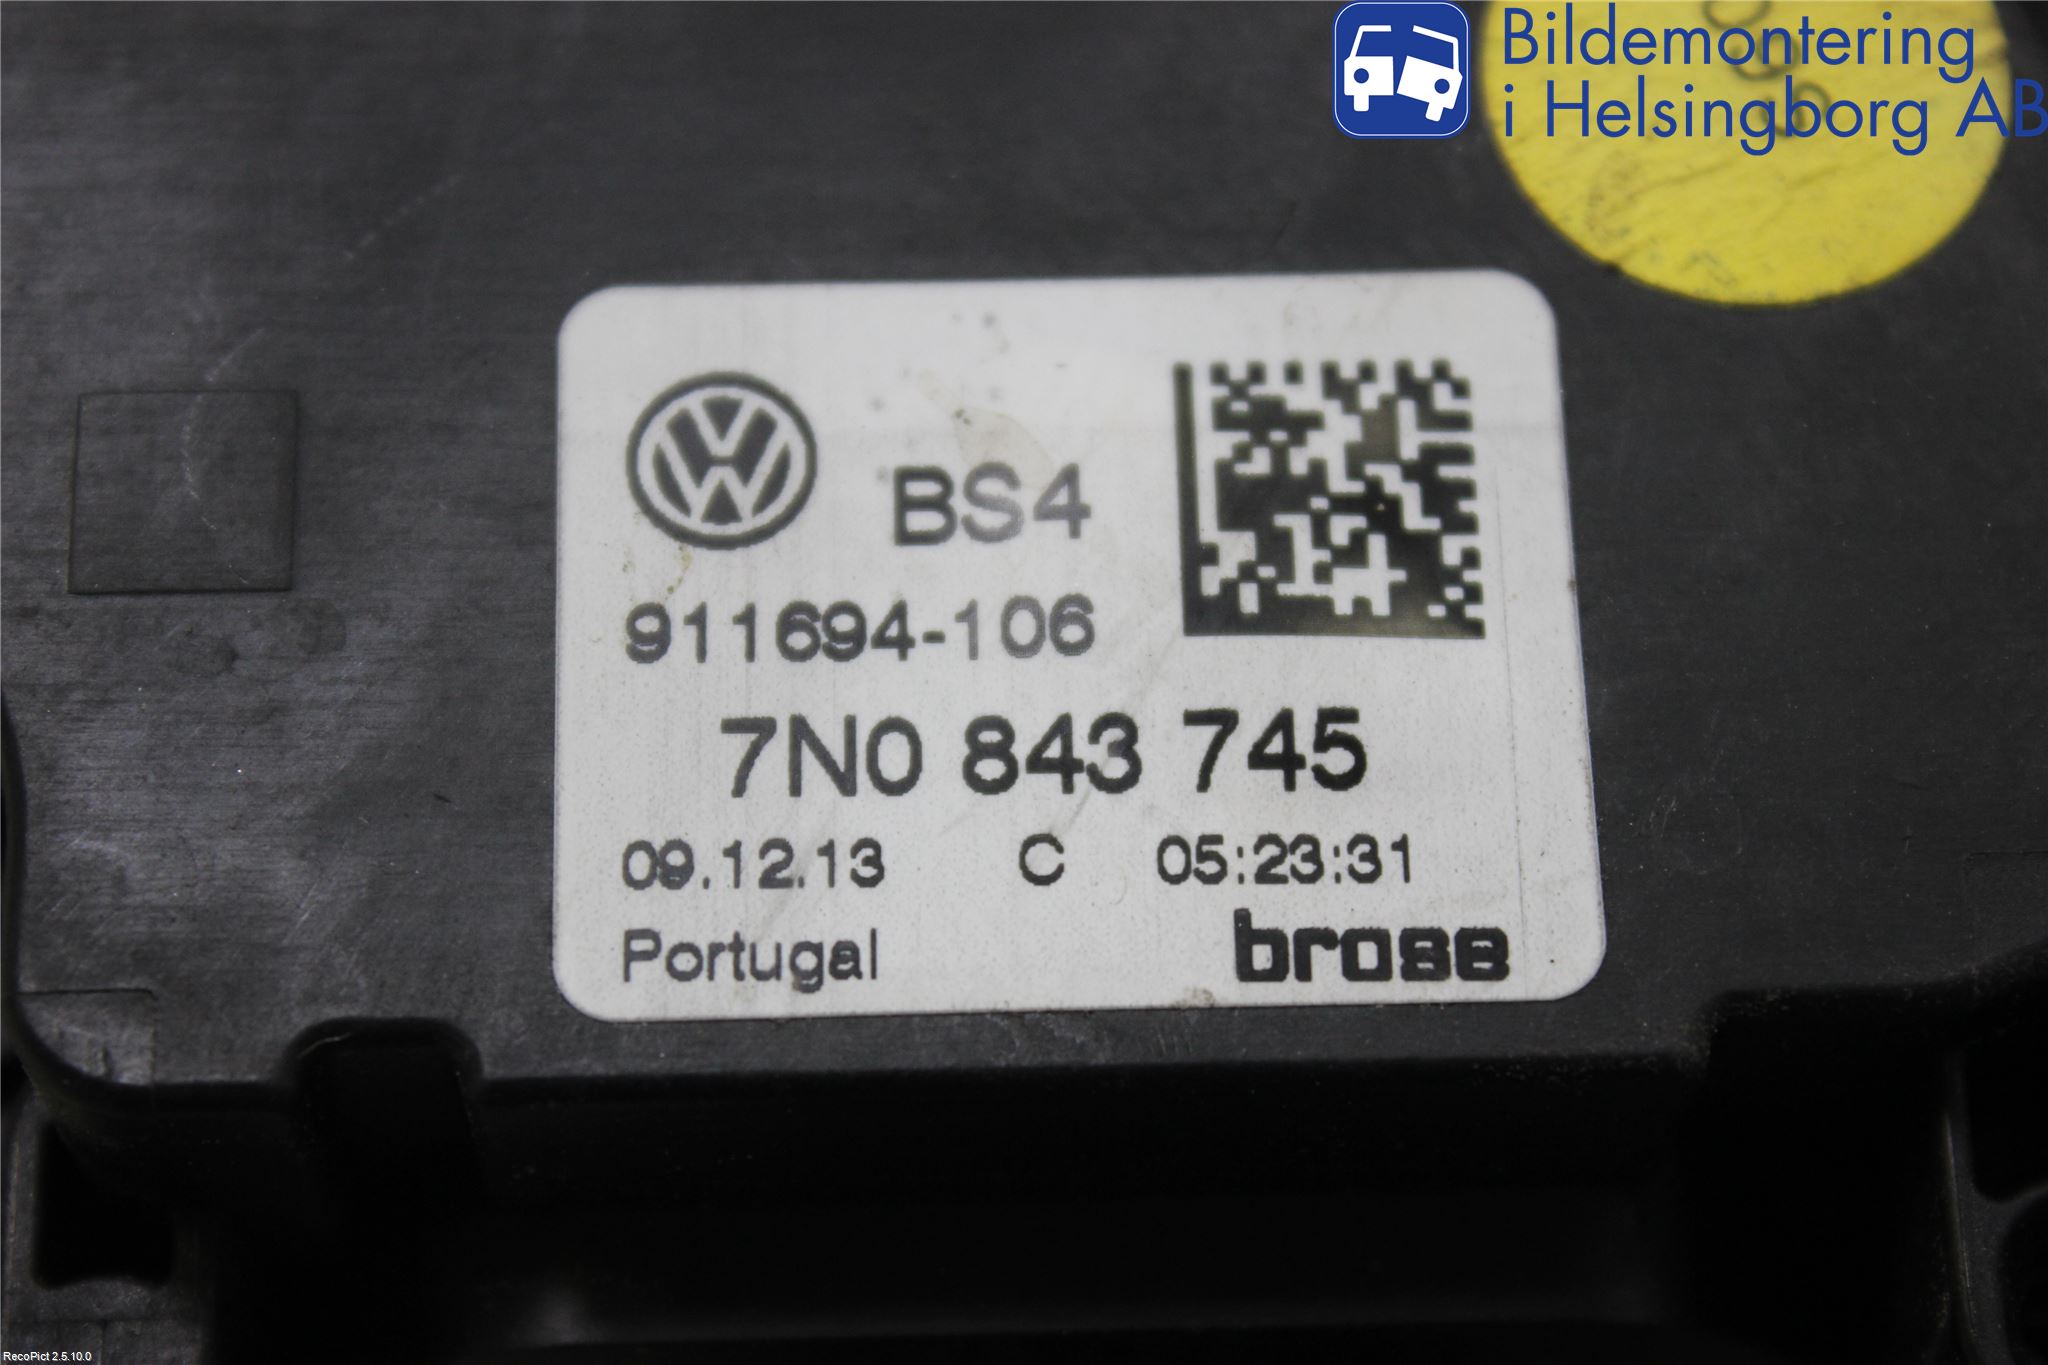 Bildemontering
i Helsingborg AB
BS4
911694-106
7N0 843 745
09.12.13 C 05:23:31
Portugal brose
RecoPict 2.5.10.0